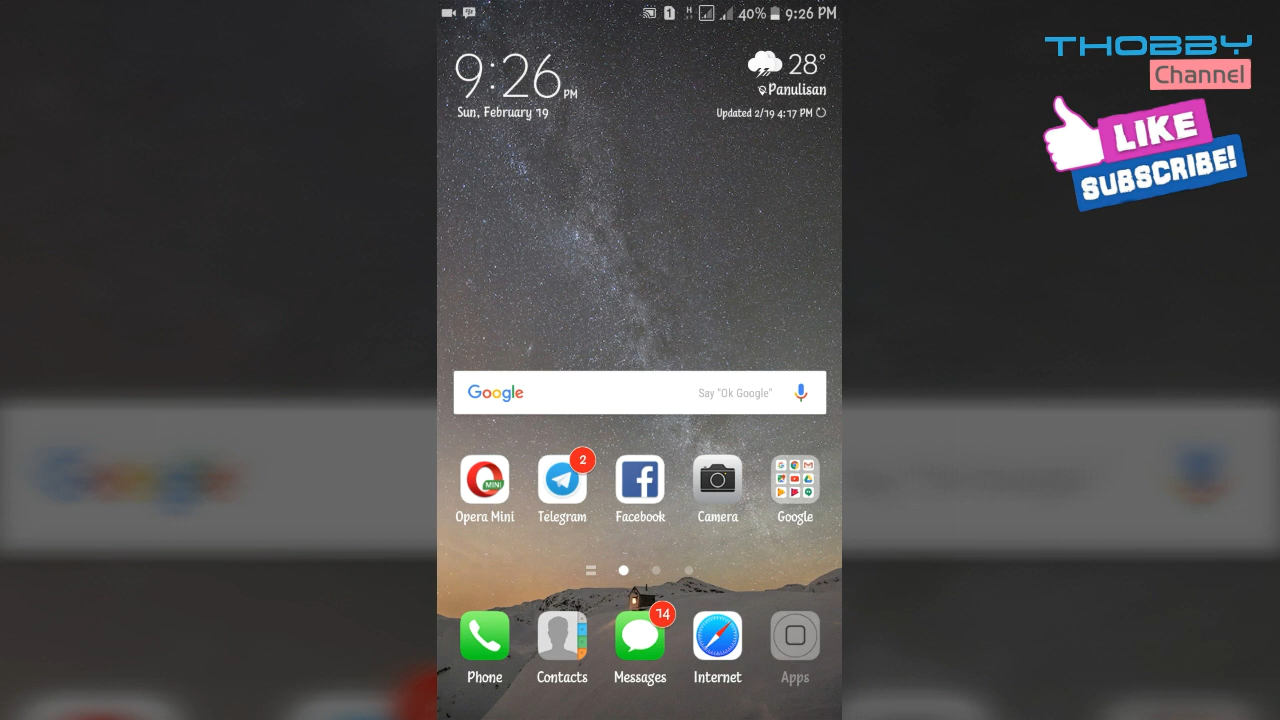 1 H 40% 9:26 PM
THOBBY
Channel
LIKE
SUBSCRIBE!
9:26 PM
Sun, February 19
28°
Panulisan
Updated 2/19 4:17 PM
Google Say "Ok Google"
2
MINI
Opera Mini Telegram Facebook Camera Google
14
Phone Contacts Messages Internet Apps